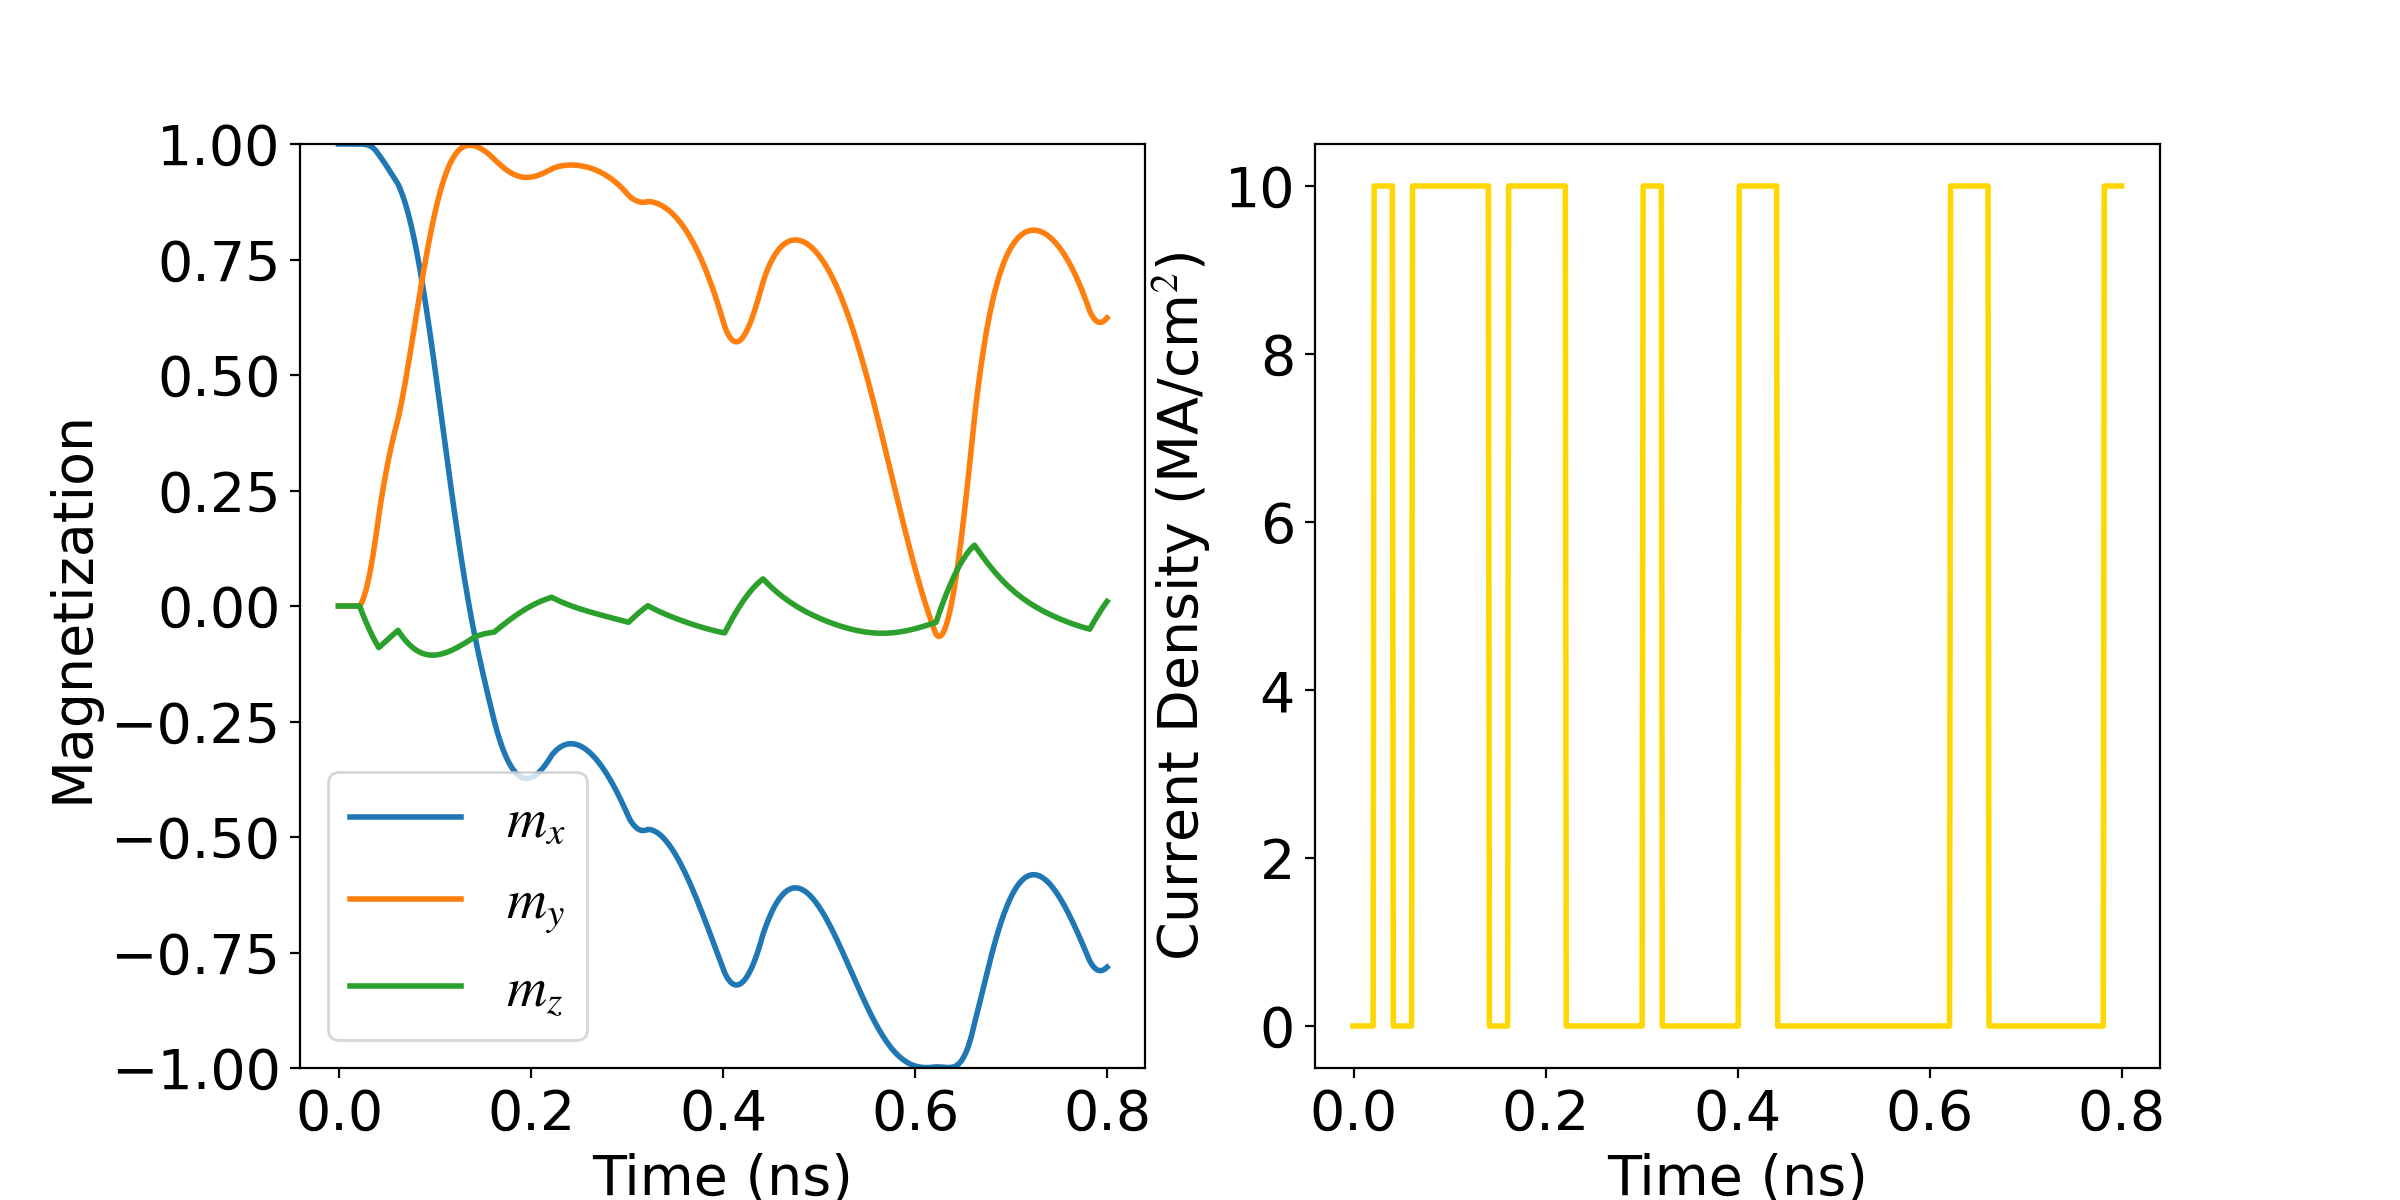 1.00
0.75
0.50
0.25
0.00
−0.25
−0.50
−0.75
−1.00
Magnetization
m_x
m_y
m_z
0.0 0.2 0.4 0.6 0.8
Time (ns)
10
8
6
4
2
0
Current Density (MA/cm²)
0.0 0.2 0.4 0.6 0.8
Time (ns)